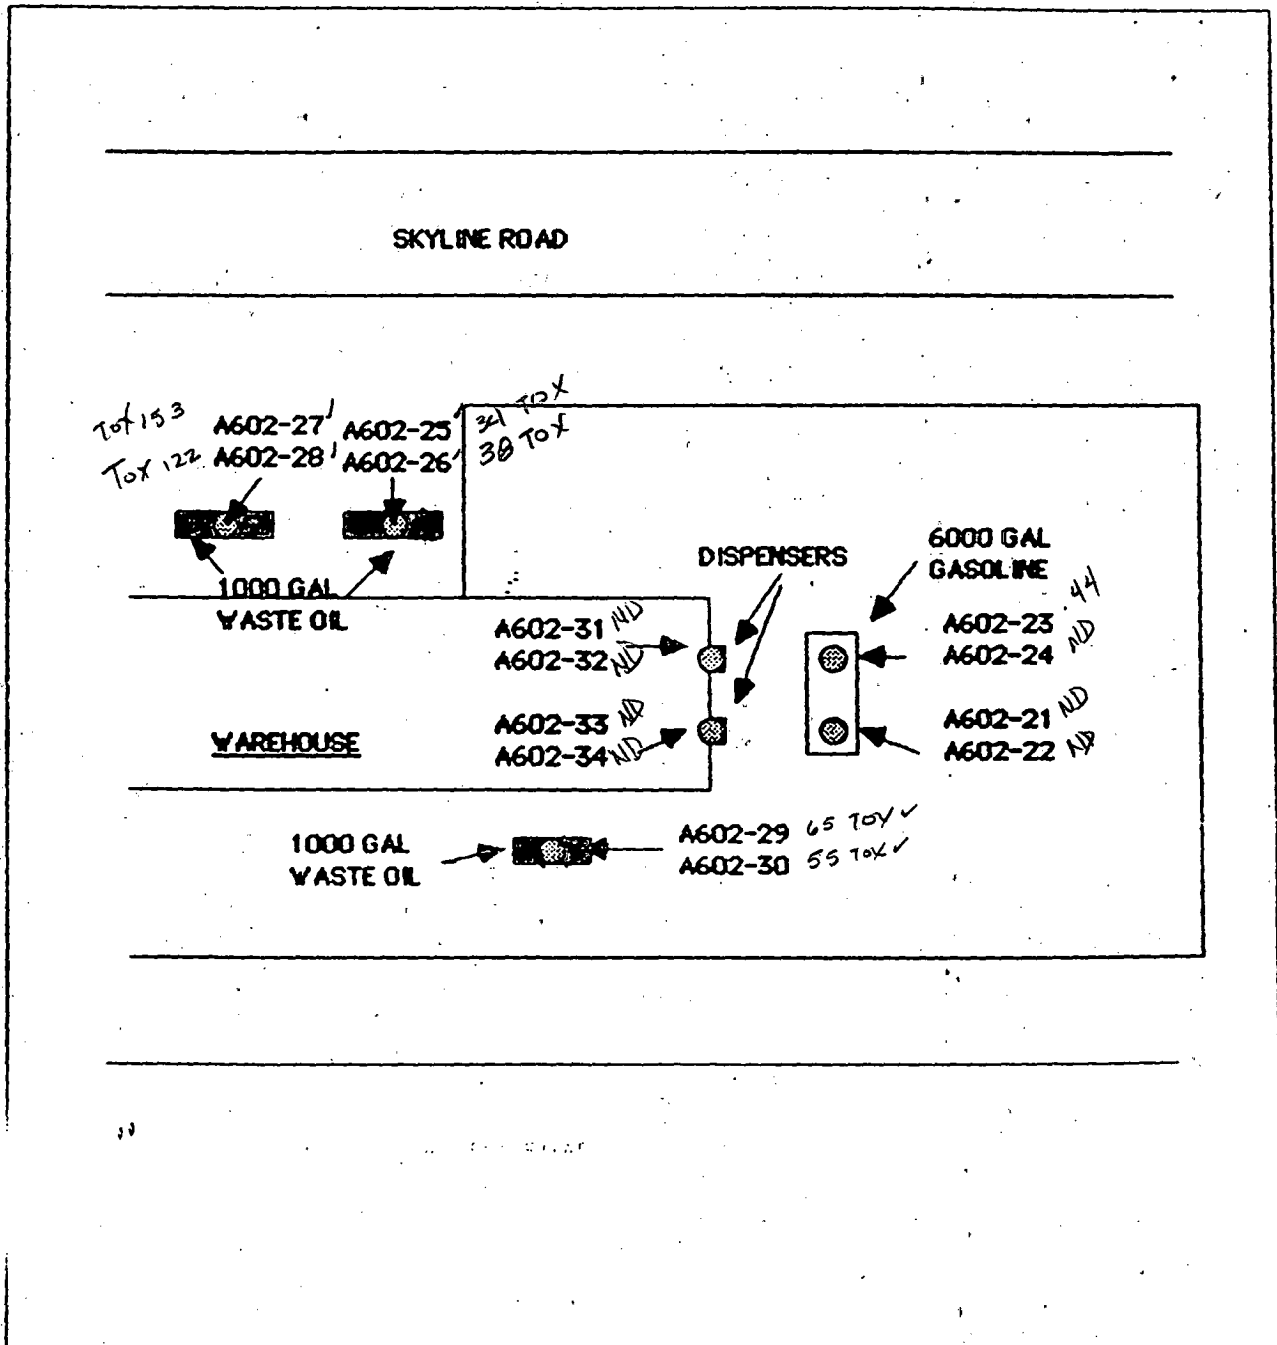 SKYLINE ROAD
TOX 153 A602-27 A602-25 34 TOX
TOX 122 A602-28 A602-26 38 TOX
1000 GAL
WASTE OIL
DISPENSERS
6000 GAL
GASOLINE
A602-31 ND
A602-32 ND
A602-23 .44
A602-24 ND
A602-33 ND
A602-34 ND
A602-21 ND
A602-22 ND
WAREHOUSE
1000 GAL
WASTE OIL
A602-29 65 TOX ✓
A602-30 55 TOX ✓